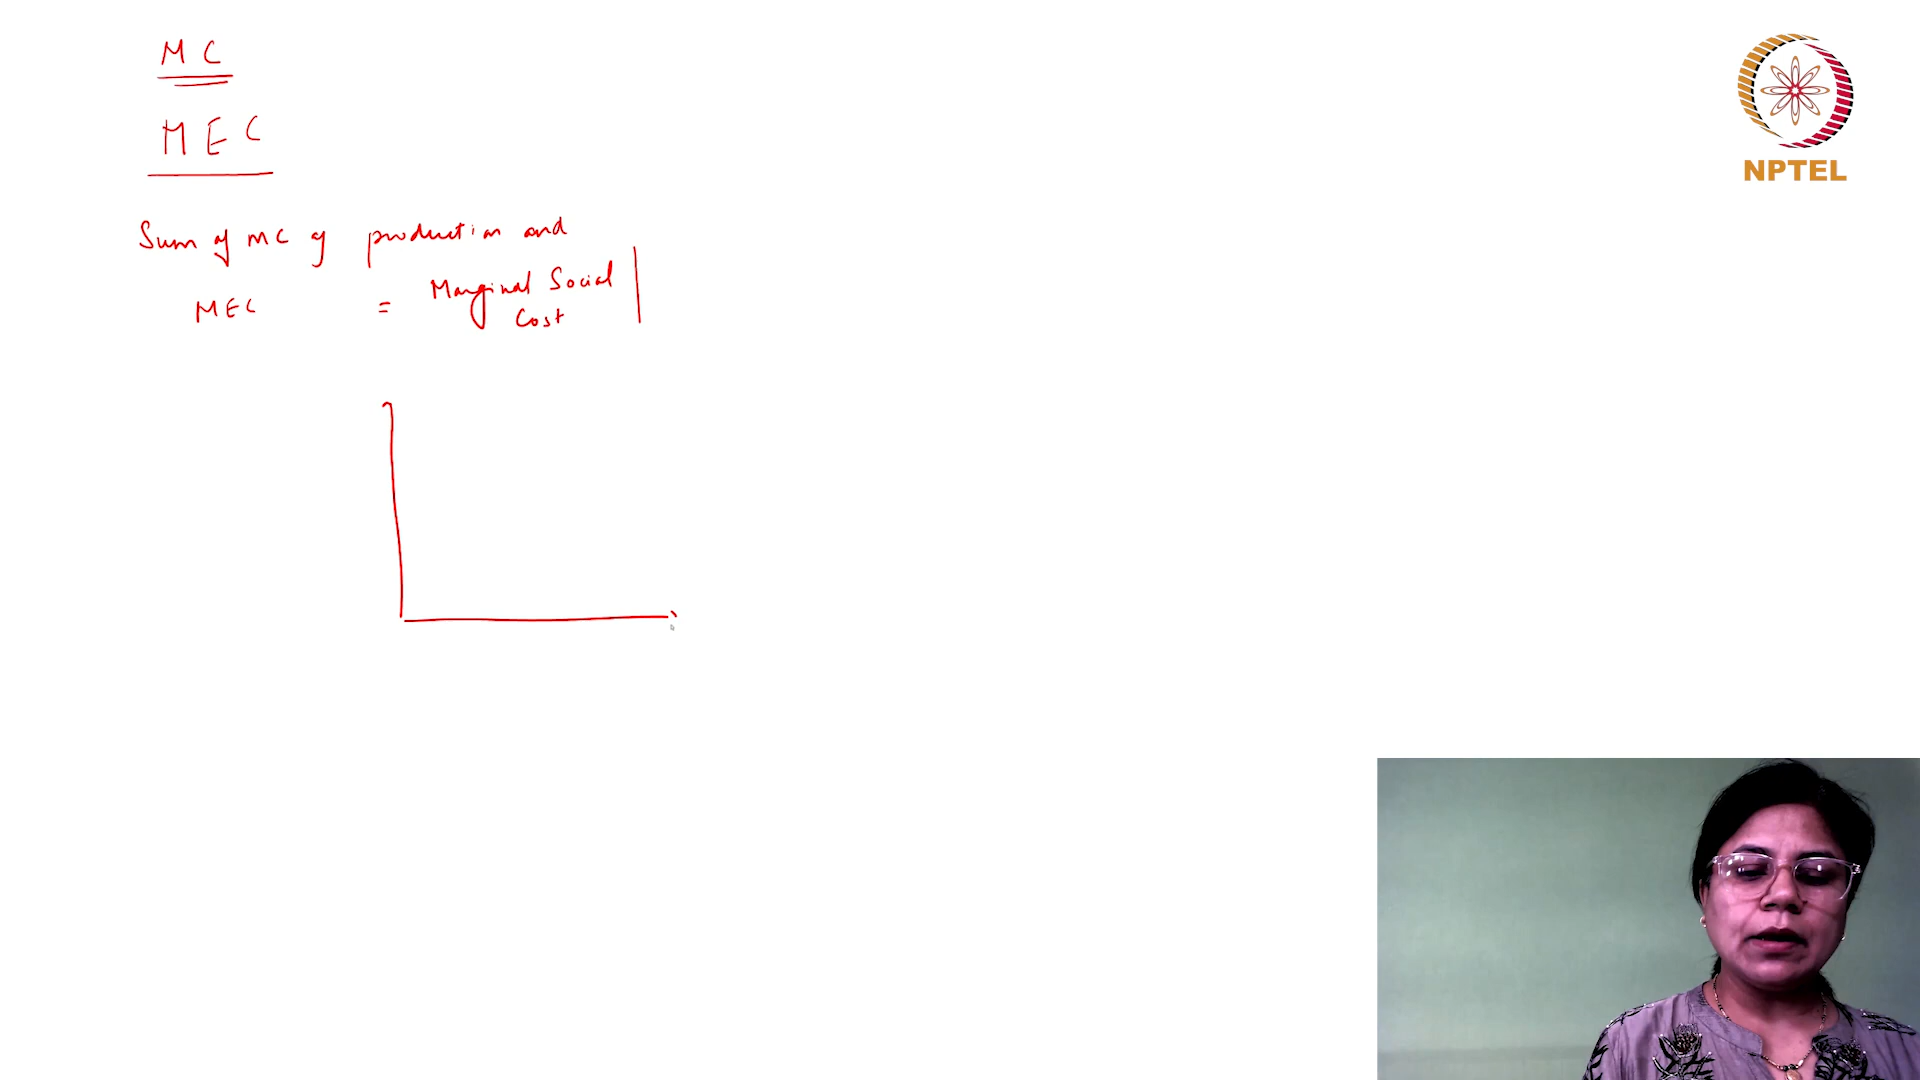 MC
MEC
Sum of MC of production and
MEC = Marginal Social
Cost
NPTEL